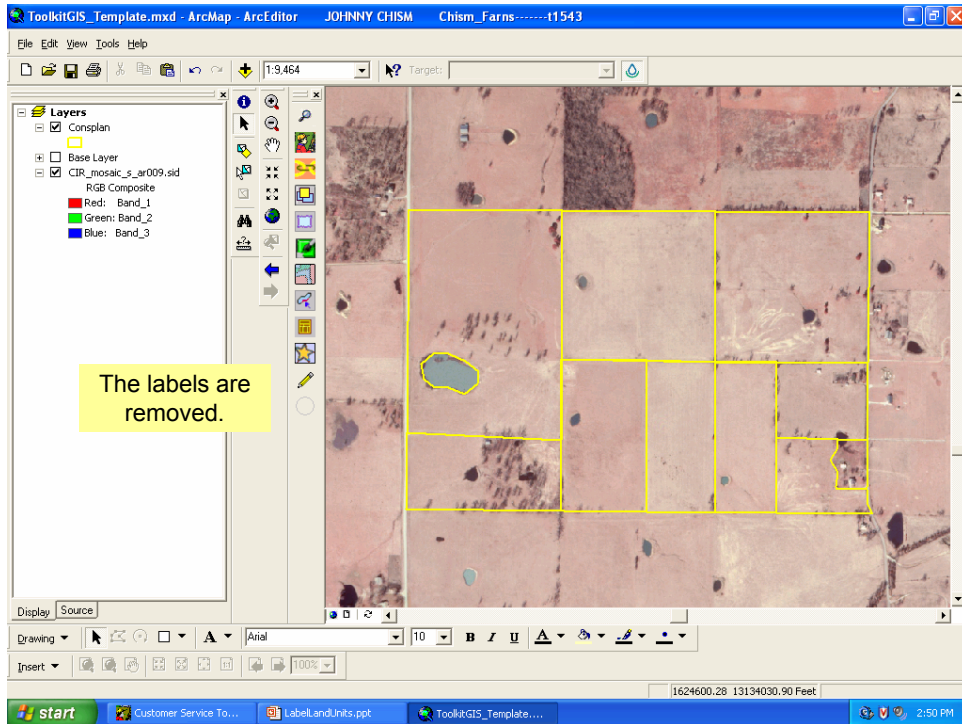 ToolkitGIS_Template.mxd - ArcMap - ArcEditor JOHNNY CHISM Chism_Farns-------t1543
File Edit View Tools Help
1:9,464 Target:
Layers
Consplan
Base Layer
CIR_mosaic_s_ar009.sid
RGB Composite
Red: Band_1
Green: Band_2
Blue: Band_3
The labels are
removed.
Display Source
Drawing A Arial 10 B I U A
Insert 1:1 100%
1624600.28 13134030.90 Feet
start Customer Service To... LabelLandUnits.ppt ToolkitGIS_Template.... 2:50 PM